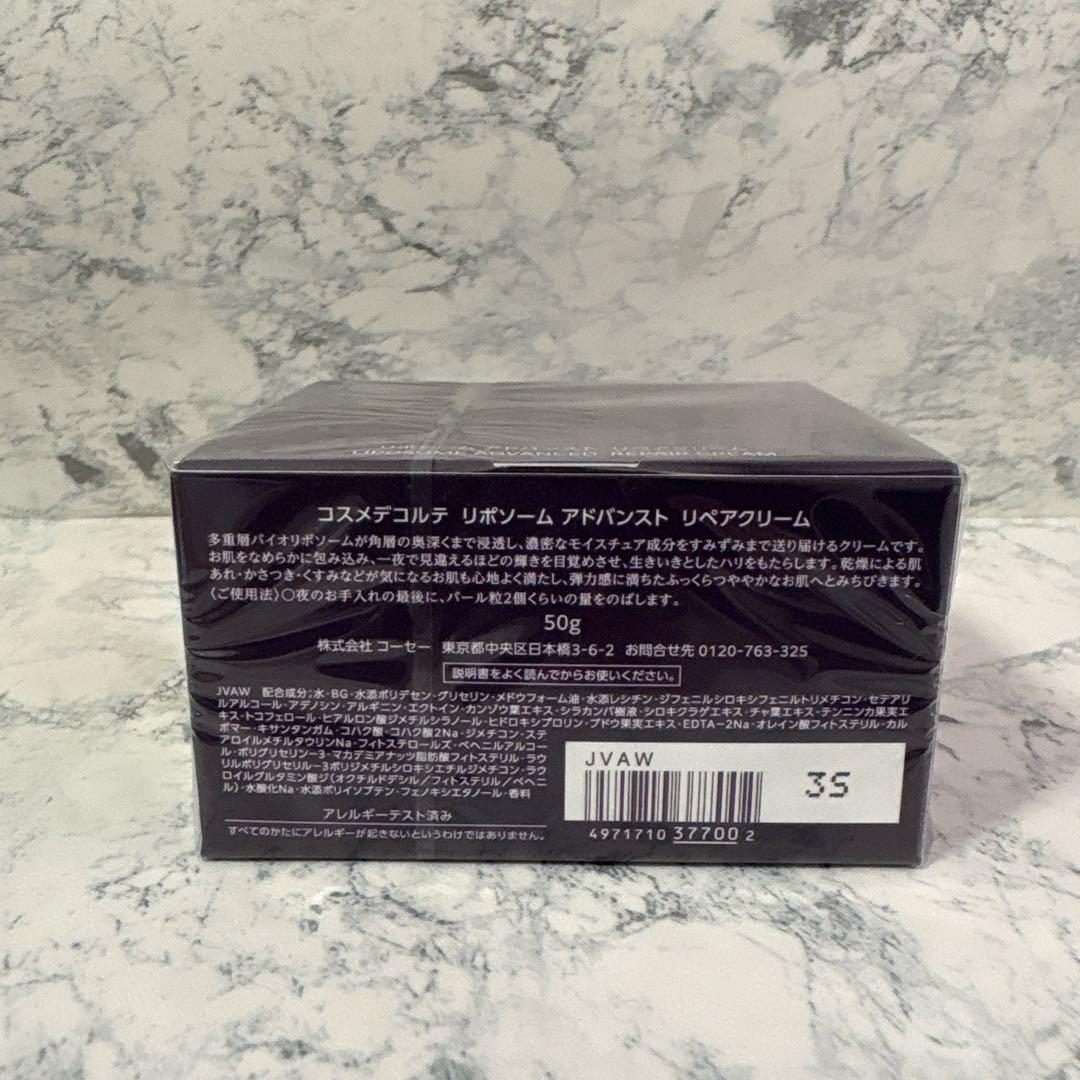 LIPOSOME ADVANCED REPAIR CREAM
コスメデコルテ リポソーム アドバンスト リペアクリーム
多重層バイオリポソームが角層の奥深くまで浸透し、濃密なモイスチュア成分をすみずみまで送り届けるクリームです。
お肌をなめらかに包み込み、一夜で見違えるほどの輝きを目覚めさせ、生きいきとしたハリをもたらします。乾燥による肌
あれ・かさつき・くすみなどが気になるお肌も心地よく満たし、弾力感に満ちたふっくらつややかなお肌へとみちびきます。
〈ご使用法〉○夜のお手入れの最後に、パール粒2個くらいの量をのばします。
50g
株式会社 コーセー 東京都中央区日本橋3-6-2 お問合せ先 0120-763-325
説明書をよく読んでからお使いください。
JVAW 配合成分;水・BG・水添ポリデセン・グリセリン・メドウフォーム油・水添レシチン・ジフェニルシロキシフェニルトリメチコン・セテアリ
ルアルコール・アデノシン・アルギニン・エクトイン・カンゾウ葉エキス・シラカンバ樹液・シロキクラゲエキス・チャ葉エキス・テンニンカ果実エ
キス・トコフェロール・ヒアルロン酸ジメチルシラノール・ヒドロキシプロリン・ブドウ果実エキス・EDTA-2Na・オレイン酸フィトステリル・カル
ボマー・キサンタンガム・コハク酸・コハク酸2Na・ジメチコン・ステ
アロイルメチルタウリンNa・フィトステロールズ・ベヘニルアルコー
ル・ポリグリセリン-3・マカデミアナッツ脂肪酸フィトステリル・ラウ
リルポリグリセリル-3ポリジメチルシロキシエチルジメチコン・ラウ
ロイルグルタミン酸ジ(オクチルドデシル/フィトステリル/ベヘニ
ル)・水酸化Na・水添ポリイソブテン・フェノキシエタノール・香料
アレルギーテスト済み
すべてのかたにアレルギーが起きないというわけではありません。
JVAW
3S
4971710 37700 2